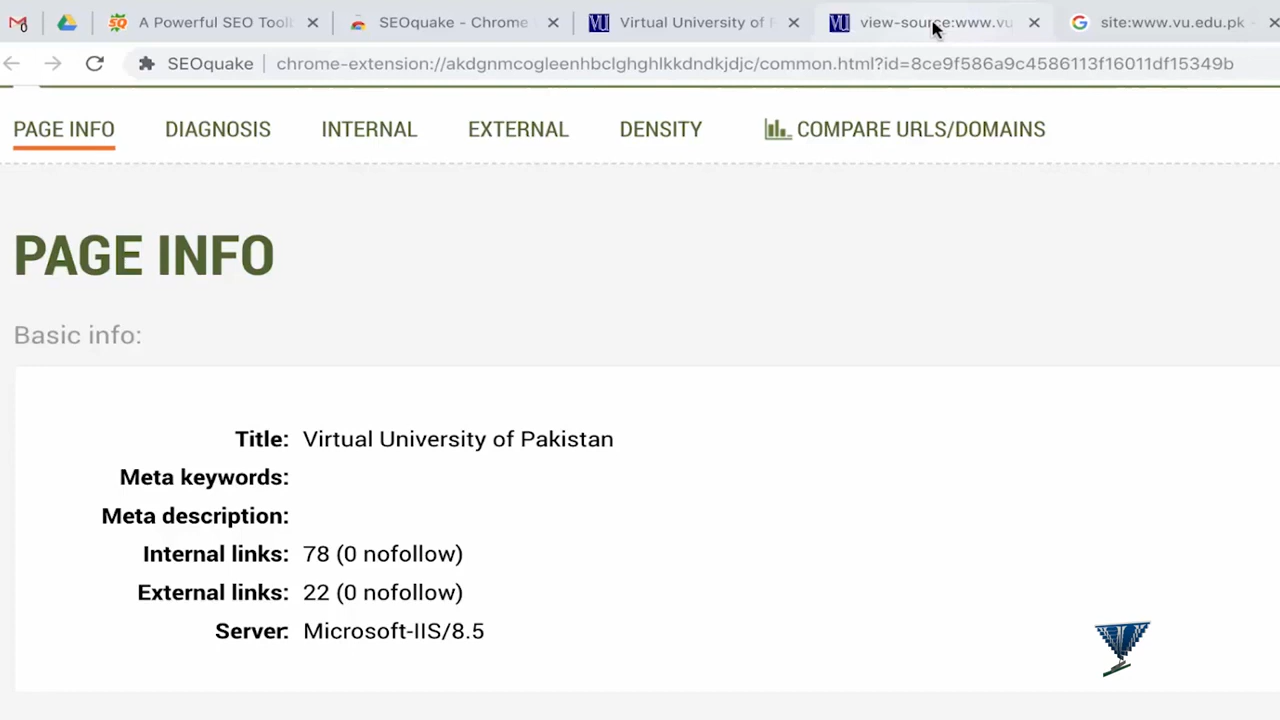 A Powerful SEO Toolb
SEOquake - Chrome
VU Virtual University of P
VU view-source:www.vu
site:www.vu.edu.pk -
SEOquake
chrome-extension://akdgnmcogleenhbclghghlkkdndkjdjc/common.html?id=8ce9f586a9c4586113f16011df15349b
PAGE INFO DIAGNOSIS INTERNAL EXTERNAL DENSITY COMPARE URLS/DOMAINS
PAGE INFO
Basic info:
Title: Virtual University of Pakistan
Meta keywords:
Meta description:
Internal links: 78 (0 nofollow)
External links: 22 (0 nofollow)
Server: Microsoft-IIS/8.5